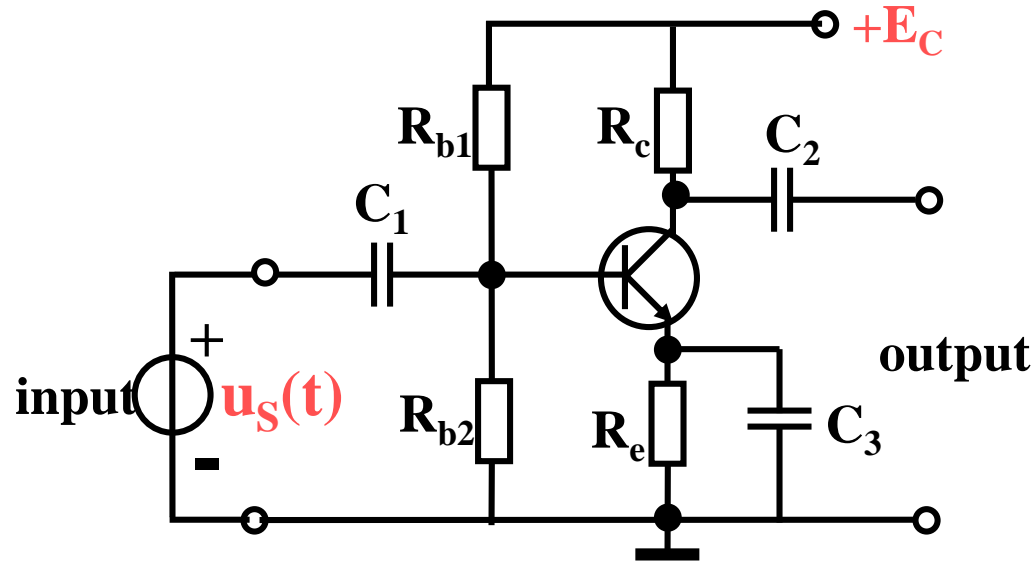 +E_C
R_b1
R_c
C_2
C_1
+
input
u_S(t)
-
R_b2
R_e
C_3
output